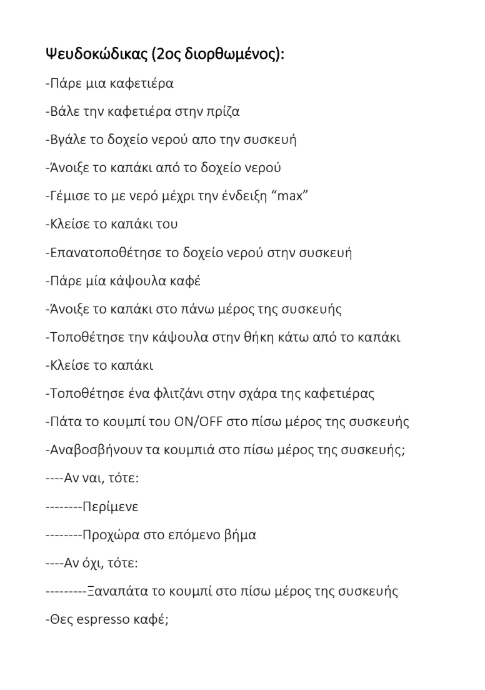 Ψευδοκώδικας (2ος διορθωμένος):
-Πάρε μια καφετιέρα
-Βάλε την καφετιέρα στην πρίζα
-Βγάλε το δοχείο νερού απο την συσκευή
-Άνοιξε το καπάκι από το δοχείο νερού
-Γέμισε το με νερό μέχρι την ένδειξη “max”
-Κλείσε το καπάκι του
-Επανατοποθέτησε το δοχείο νερού στην συσκευή
-Πάρε μία κάψουλα καφέ
-Άνοιξε το καπάκι στο πάνω μέρος της συσκευής
-Τοποθέτησε την κάψουλα στην θήκη κάτω από το καπάκι
-Κλείσε το καπάκι
-Τοποθέτησε ένα φλιτζάνι στην σχάρα της καφετιέρας
-Πάτα το κουμπί του ON/OFF στο πίσω μέρος της συσκευής
-Αναβοσβήνουν τα κουμπιά στο πίσω μέρος της συσκευής;
----Αν ναι, τότε:
--------Περίμενε
--------Προχώρα στο επόμενο βήμα
----Αν όχι, τότε:
---------Ξαναπάτα το κουμπί στο πίσω μέρος της συσκευής
-Θες espresso καφέ;